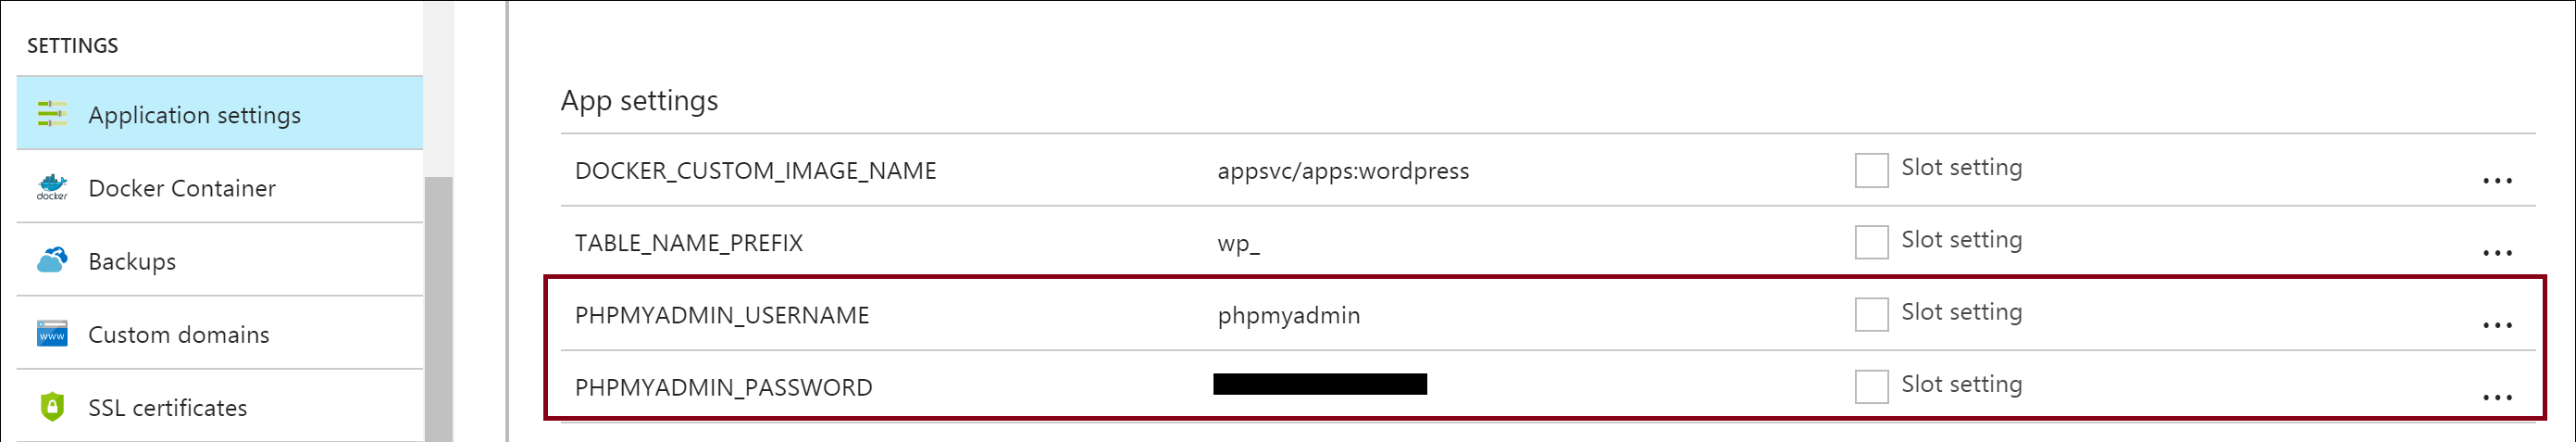 SETTINGS
Application settings
docker
Docker Container
Backups
WWW
Custom domains
SSL certificates
App settings
DOCKER_CUSTOM_IMAGE_NAME appsvc/apps:wordpress Slot setting ...
TABLE_NAME_PREFIX wp_ Slot setting ...
PHPMYADMIN_USERNAME phpmyadmin Slot setting ...
PHPMYADMIN_PASSWORD Slot setting ...